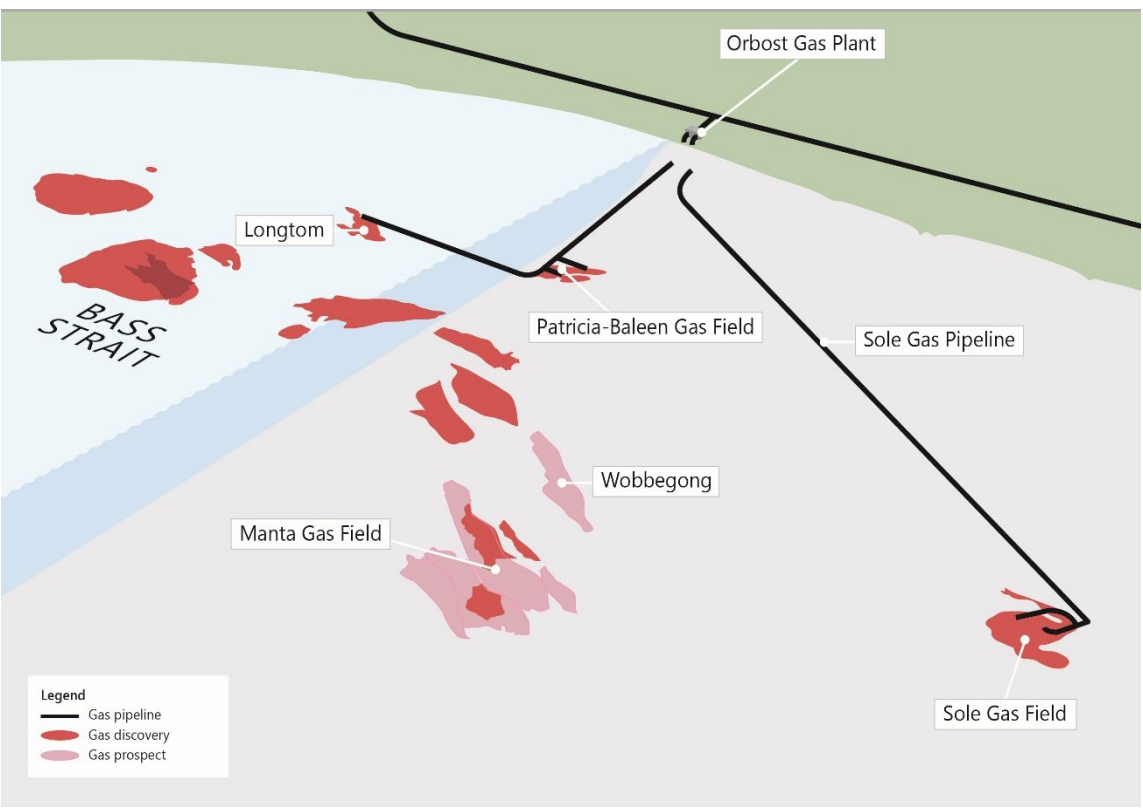 Orbost Gas Plant
Longtom
BASS
STRAIT
Patricia-Baleen Gas Field
Sole Gas Pipeline
Wobbegong
Manta Gas Field
Sole Gas Field
Legend
Gas pipeline
Gas discovery
Gas prospect